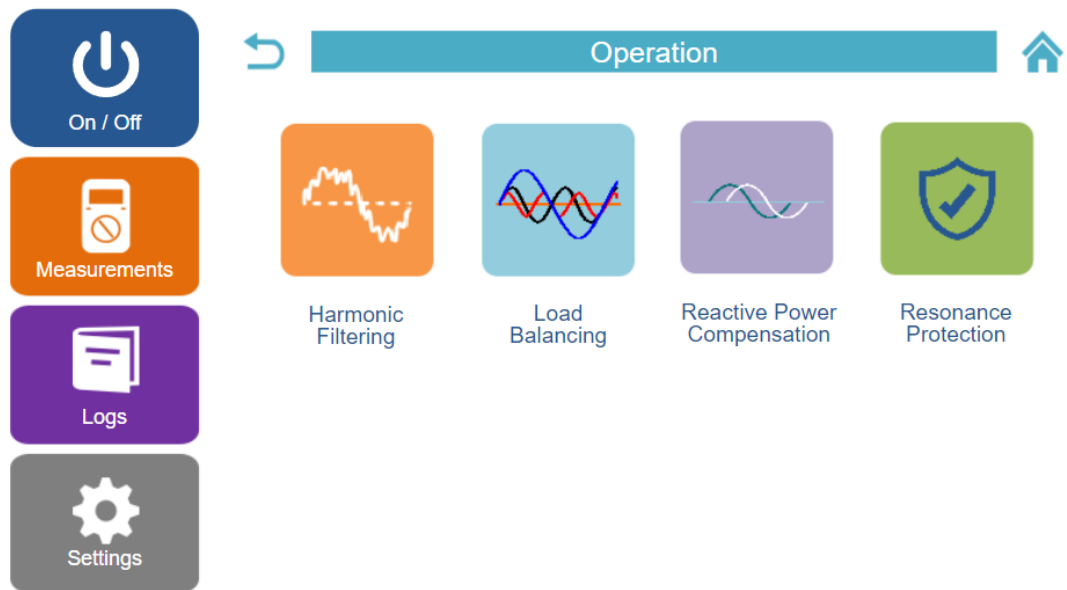 On / Off
Measurements
Logs
Settings
Operation
Harmonic
Filtering
Load
Balancing
Reactive Power
Compensation
Resonance
Protection